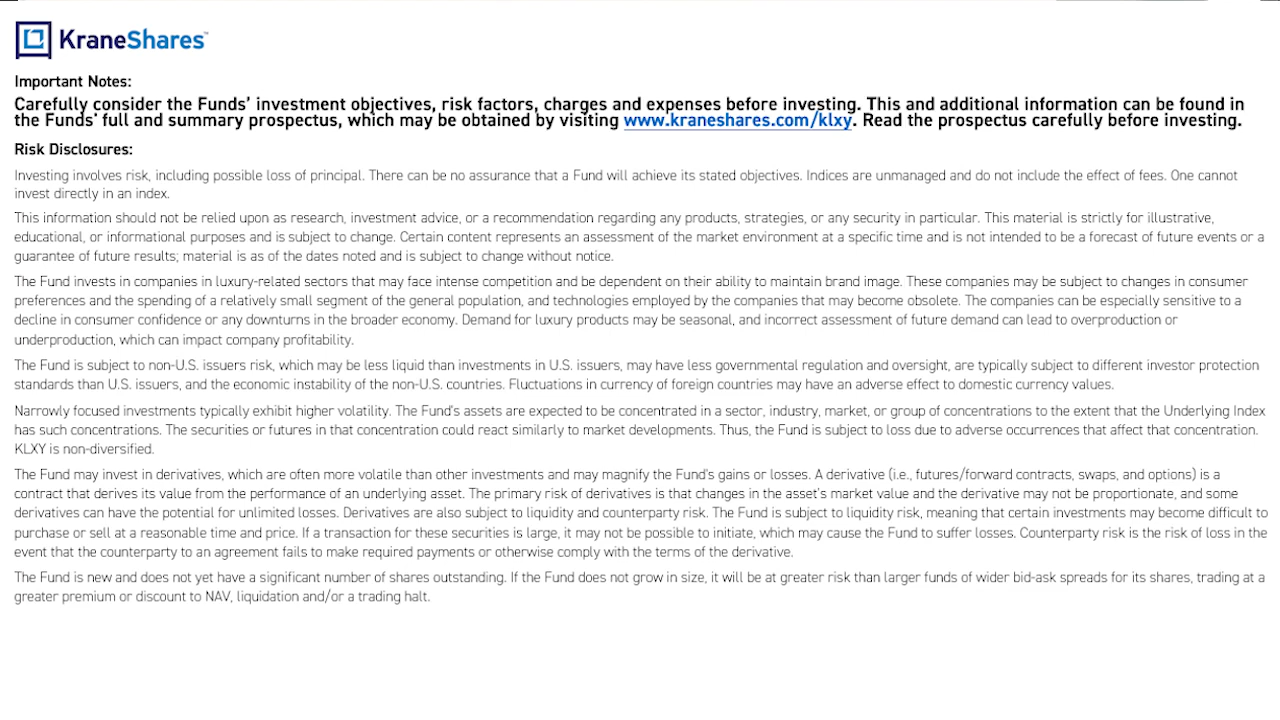 KraneShares™
Important Notes:
Carefully consider the Funds’ investment objectives, risk factors, charges and expenses before investing. This and additional information can be found in
the Funds' full and summary prospectus, which may be obtained by visiting www.kraneshares.com/klxy. Read the prospectus carefully before investing.
Risk Disclosures:
Investing involves risk, including possible loss of principal. There can be no assurance that a Fund will achieve its stated objectives. Indices are unmanaged and do not include the effect of fees. One cannot
invest directly in an index.
This information should not be relied upon as research, investment advice, or a recommendation regarding any products, strategies, or any security in particular. This material is strictly for illustrative,
educational, or informational purposes and is subject to change. Certain content represents an assessment of the market environment at a specific time and is not intended to be a forecast of future events or a
guarantee of future results; material is as of the dates noted and is subject to change without notice.
The Fund invests in companies in luxury-related sectors that may face intense competition and be dependent on their ability to maintain brand image. These companies may be subject to changes in consumer
preferences and the spending of a relatively small segment of the general population, and technologies employed by the companies that may become obsolete. The companies can be especially sensitive to a
decline in consumer confidence or any downturns in the broader economy. Demand for luxury products may be seasonal, and incorrect assessment of future demand can lead to overproduction or
underproduction, which can impact company profitability.
The Fund is subject to non-U.S. issuers risk, which may be less liquid than investments in U.S. issuers, may have less governmental regulation and oversight, are typically subject to different investor protection
standards than U.S. issuers, and the economic instability of the non-U.S. countries. Fluctuations in currency of foreign countries may have an adverse effect to domestic currency values.
Narrowly focused investments typically exhibit higher volatility. The Fund's assets are expected to be concentrated in a sector, industry, market, or group of concentrations to the extent that the Underlying Index
has such concentrations. The securities or futures in that concentration could react similarly to market developments. Thus, the Fund is subject to loss due to adverse occurrences that affect that concentration.
KLXY is non-diversified.
The Fund may invest in derivatives, which are often more volatile than other investments and may magnify the Fund's gains or losses. A derivative (i.e., futures/forward contracts, swaps, and options) is a
contract that derives its value from the performance of an underlying asset. The primary risk of derivatives is that changes in the asset's market value and the derivative may not be proportionate, and some
derivatives can have the potential for unlimited losses. Derivatives are also subject to liquidity and counterparty risk. The Fund is subject to liquidity risk, meaning that certain investments may become difficult to
purchase or sell at a reasonable time and price. If a transaction for these securities is large, it may not be possible to initiate, which may cause the Fund to suffer losses. Counterparty risk is the risk of loss in the
event that the counterparty to an agreement fails to make required payments or otherwise comply with the terms of the derivative.
The Fund is new and does not yet have a significant number of shares outstanding. If the Fund does not grow in size, it will be at greater risk than larger funds of wider bid-ask spreads for its shares, trading at a
greater premium or discount to NAV, liquidation and/or a trading halt.